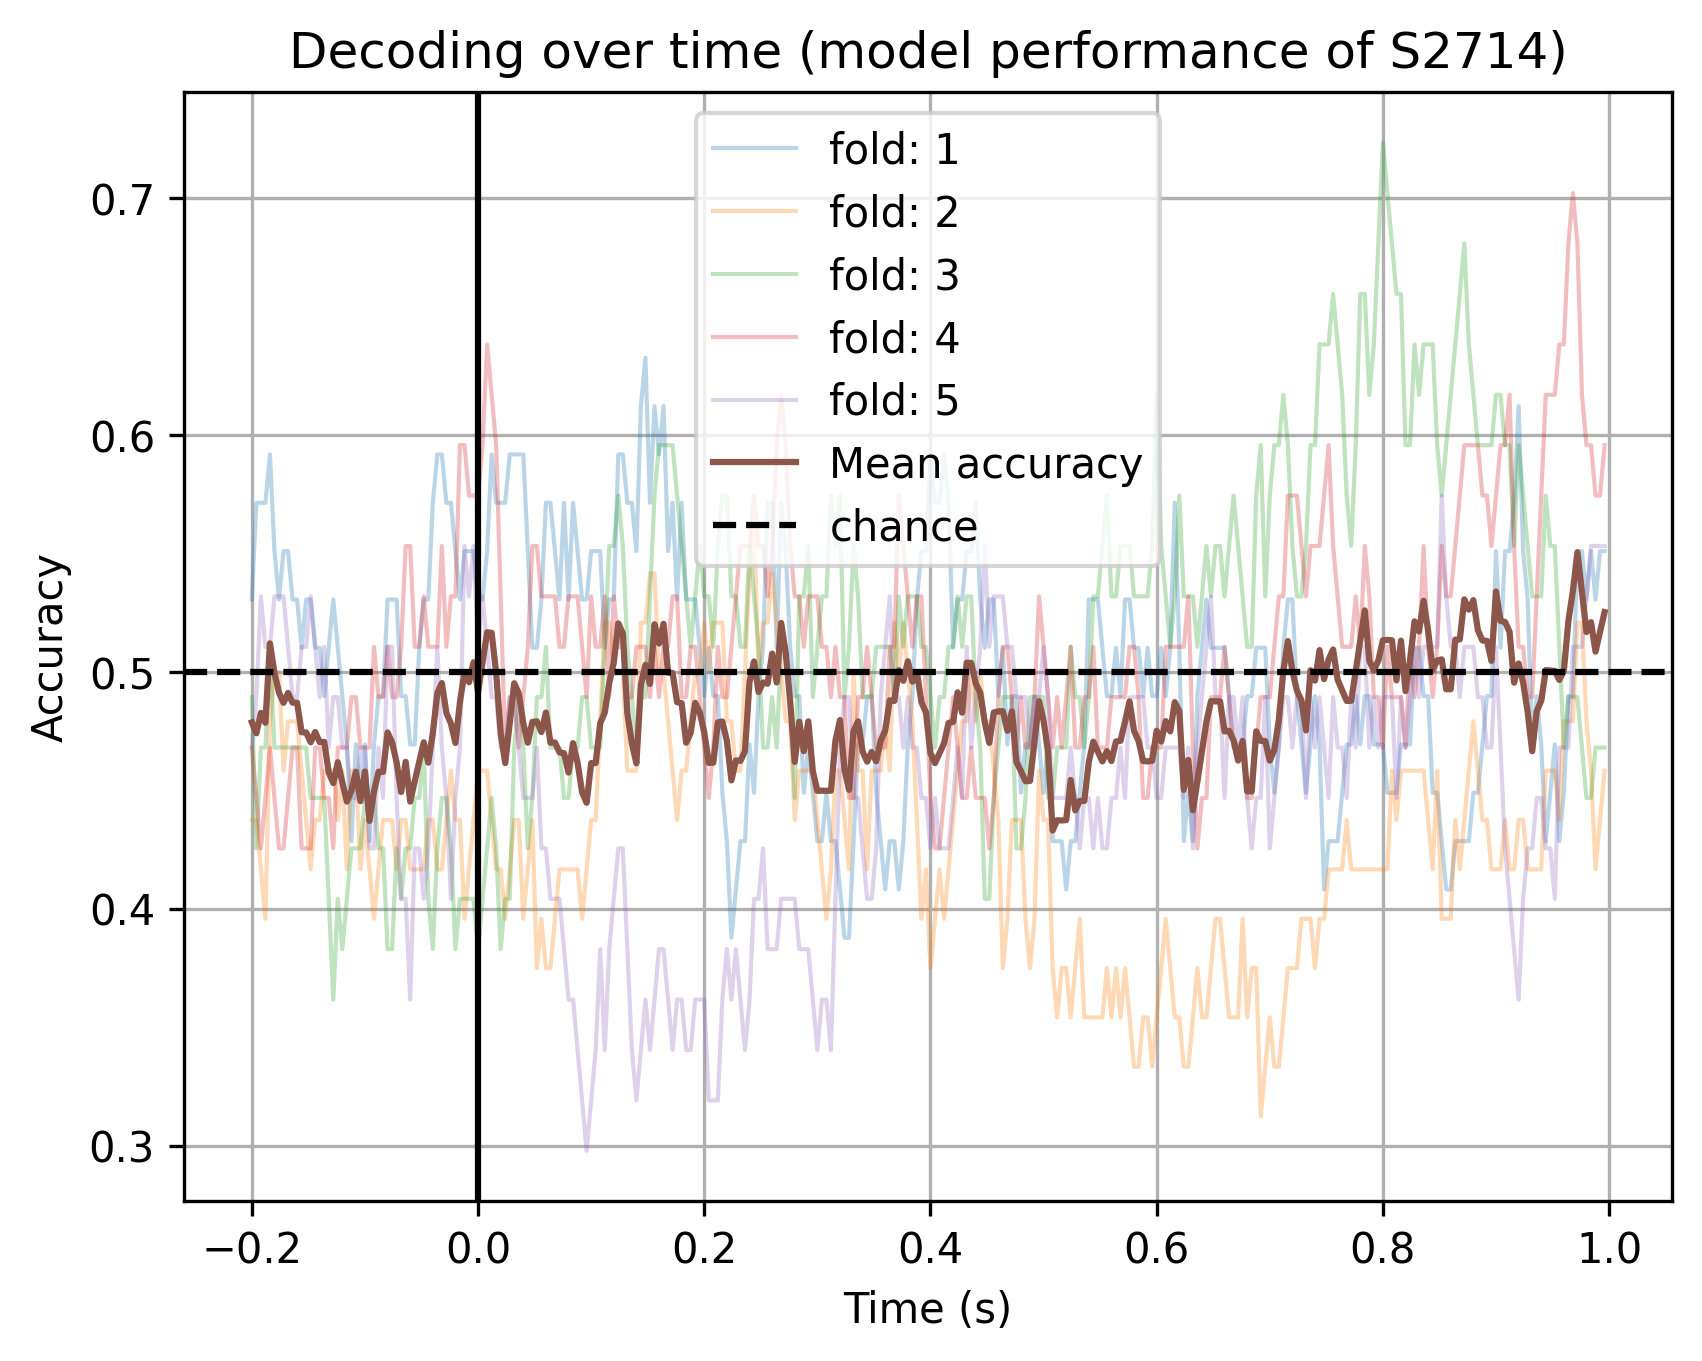 Decoding over time (model performance of S2714)
fold: 1
fold: 2
fold: 3
fold: 4
fold: 5
Mean accuracy
chance
Accuracy
0.7
0.6
0.5
0.4
0.3
−0.2 0.0 0.2 0.4 0.6 0.8 1.0
Time (s)